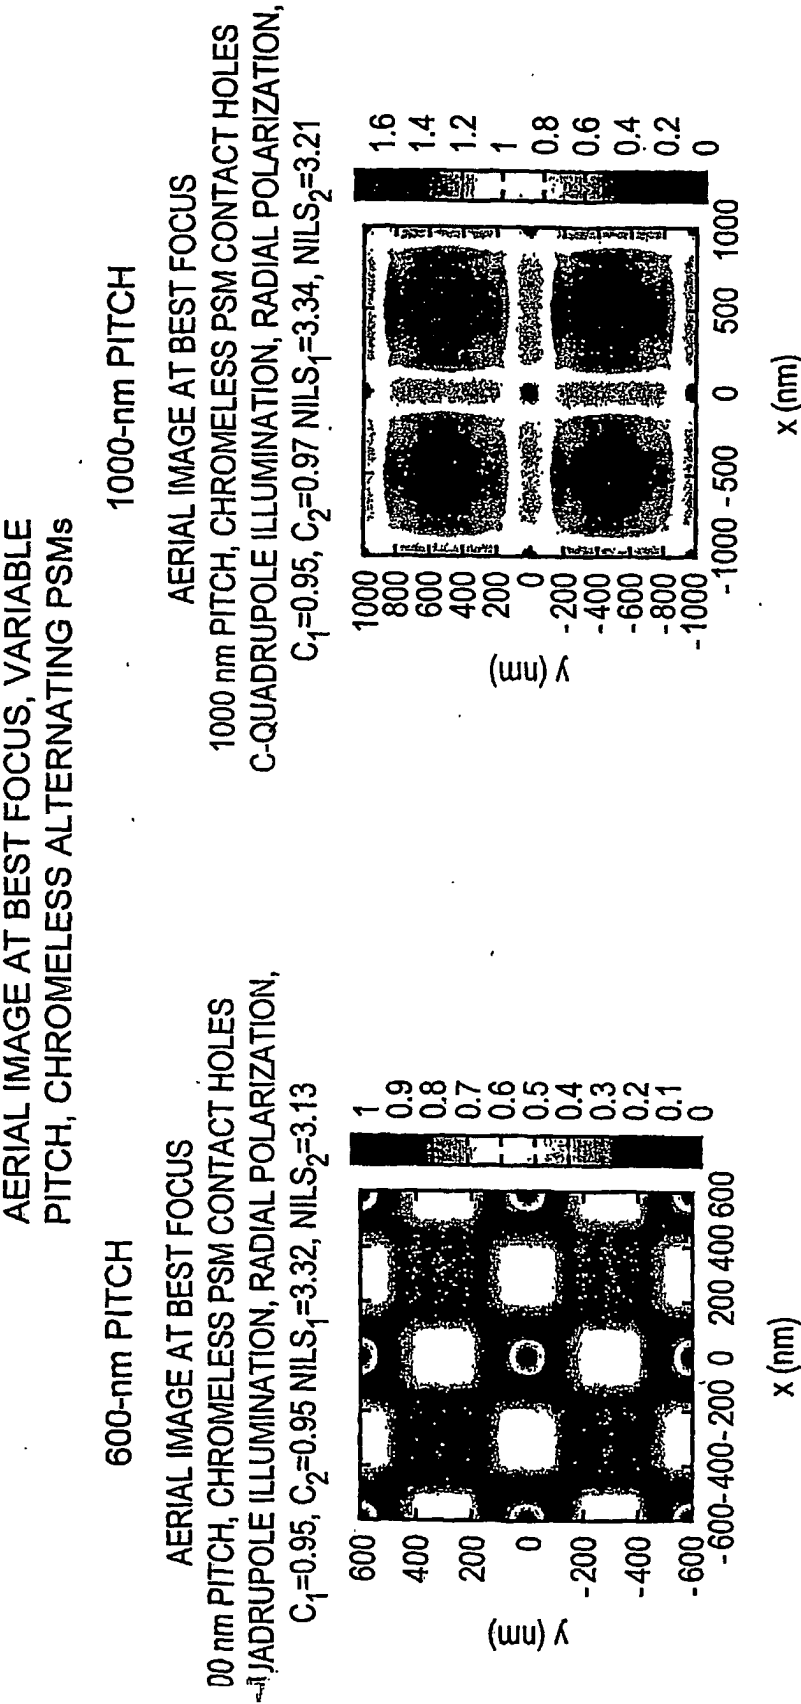 AERIAL IMAGE AT BEST FOCUS, VARIABLE
PITCH, CHROMELESS ALTERNATING PSMs
600-nm PITCH
AERIAL IMAGE AT BEST FOCUS
00 nm PITCH, CHROMELESS PSM CONTACT HOLES
JADRUPOLE ILLUMINATION, RADIAL POLARIZATION,
C1=0.95, C2=0.95 NILS1=3.32, NILS2=3.13
y (nm)
600
400
200
0
-200
-400
-600
-600-400-200 0 200 400 600
x (nm)
1
0.9
0.8
0.7
0.6
0.5
0.4
0.3
0.2
0.1
0
1000-nm PITCH
AERIAL IMAGE AT BEST FOCUS
1000 nm PITCH, CHROMELESS PSM CONTACT HOLES
C-QUADRUPOLE ILLUMINATION, RADIAL POLARIZATION,
C1=0.95, C2=0.97 NILS1=3.34, NILS2=3.21
y (nm)
1000
800
600
400
200
0
-200
-400
-600
-800
-1000
-1000 -500 0 500 1000
x (nm)
1.6
1.4
1.2
1
0.8
0.6
0.4
0.2
0